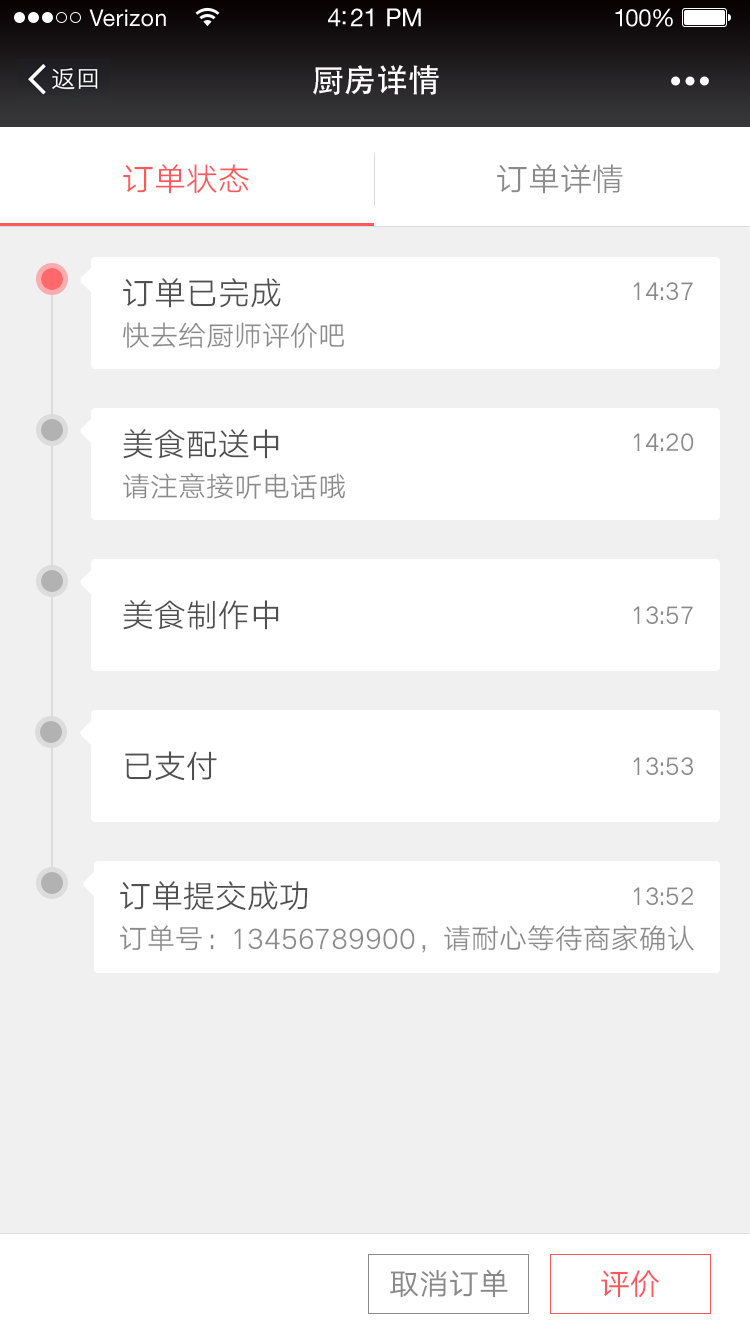 Verizon 4:21 PM 100%
返回 厨房详情
订单状态 订单详情
订单已完成 14:37
快去给厨师评价吧
美食配送中 14:20
请注意接听电话哦
美食制作中 13:57
已支付 13:53
订单提交成功 13:52
订单号：13456789900，请耐心等待商家确认
取消订单 评价